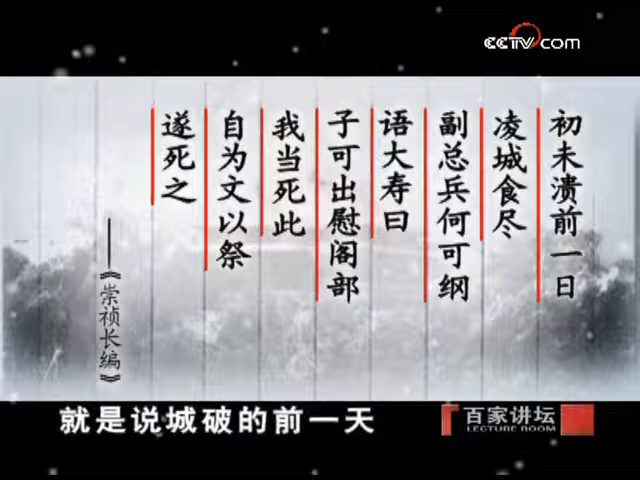 CCTV.com
初未溃前一日
凌城食尽
副总兵何可纲
语大寿曰
子可出慰阁部
我当死此
自为文以祭
遂死之
——《崇祯长编》
就是说城破的前一天
百家讲坛
LECTURE ROOM